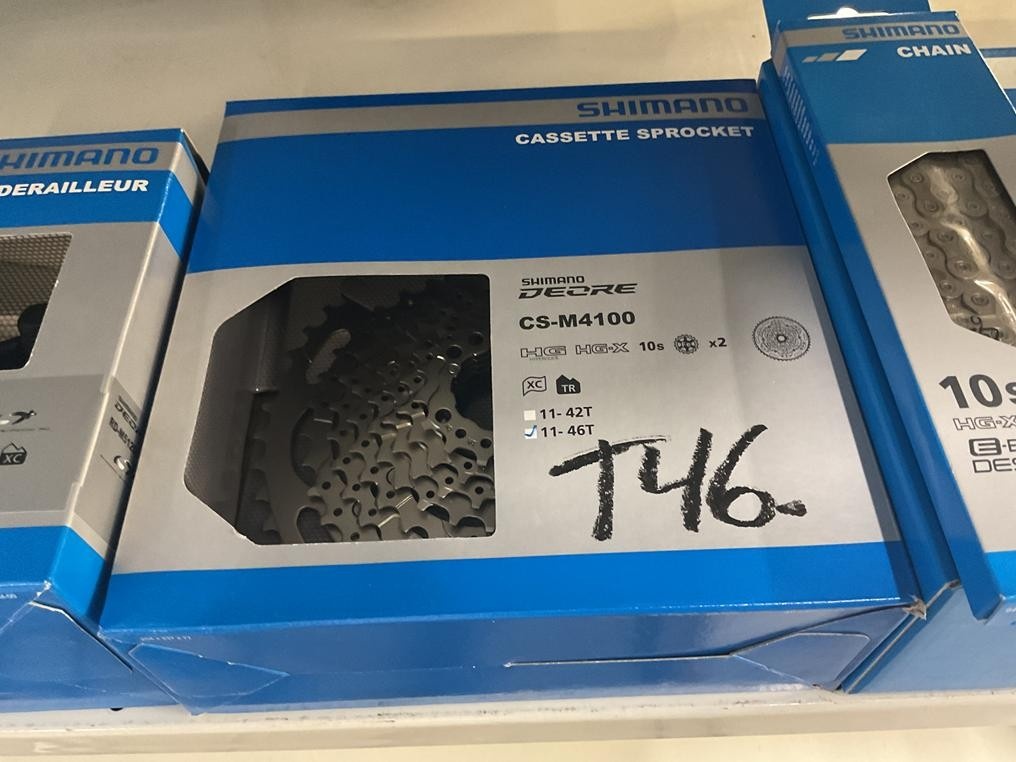 SHIMANO
DERAILLEUR
XC
SHIMANO
CASSETTE SPROCKET
SHIMANO
DEORE
CS-M4100
HG HG-X 10s x2
XC TR
11- 42T
11- 46T
T46.
SHIMANO
CHAIN
10s
HG-X